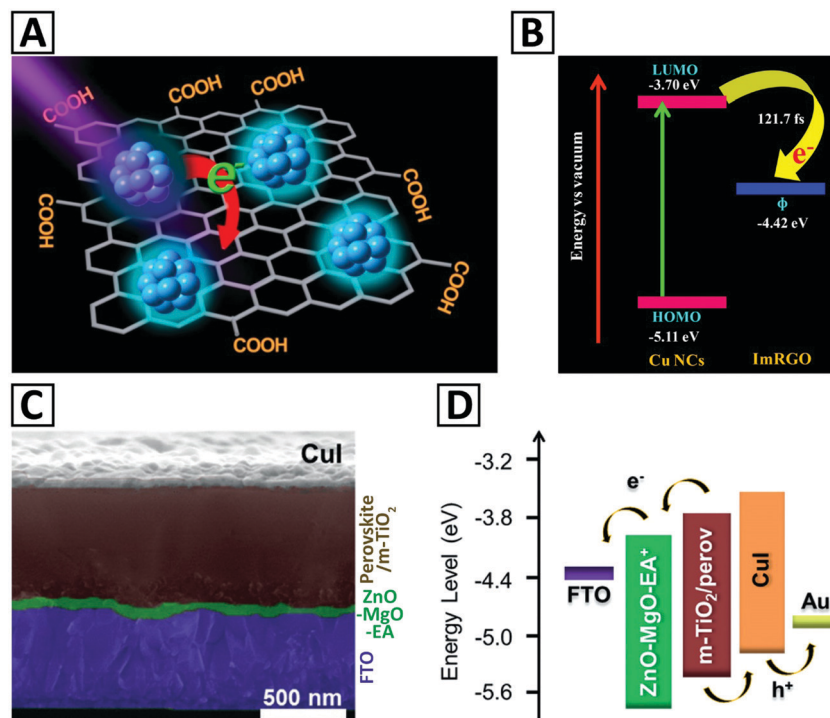 A
COOH
COOH
COOH
COOH
COOH
COOH
COOH
COOH
e-
B
Energy vs vacuum
LUMO
-3.70 eV
121.7 fs
e-
ϕ
-4.42 eV
HOMO
-5.11 eV
Cu NCs
ImRGO
C
CuI
Perovskite
/m-TiO2
ZnO
-MgO
-EA
FTO
500 nm
D
Energy Level (eV)
-3.2
-3.8
-4.4
-5.0
-5.6
e-
FTO
ZnO-MgO-EA+
m-TiO2/perov
CuI
Au
h+